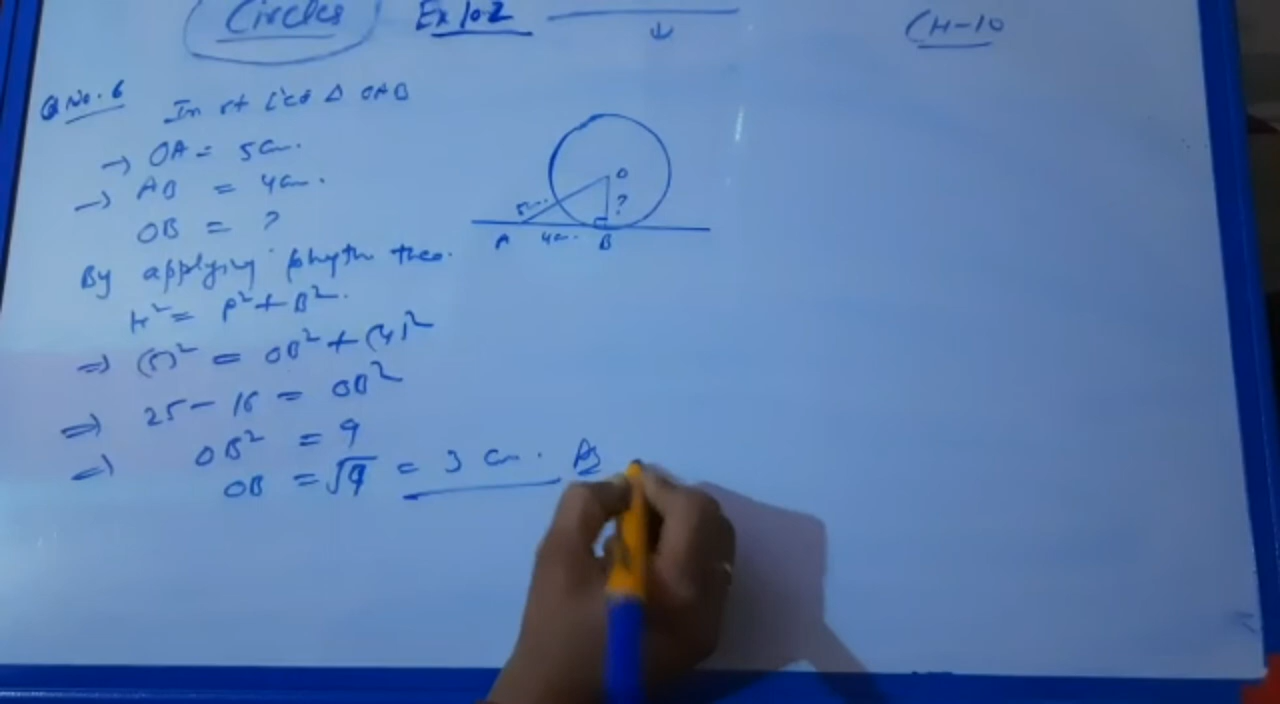 Circles Ex 10.2 CH-10
Q No. 6 In rt led Δ OAB
→ OA = 5cm.
→ AB = 4cm.
OB = ?
By applying phyth theo.
H² = P² + B².
⇒ (5)² = OB² + (4)²
⇒ 25 - 16 = OB²
⇒ OB² = 9
OB = √9 = 3 cm.
O
5cm.
?
A 4cm. B